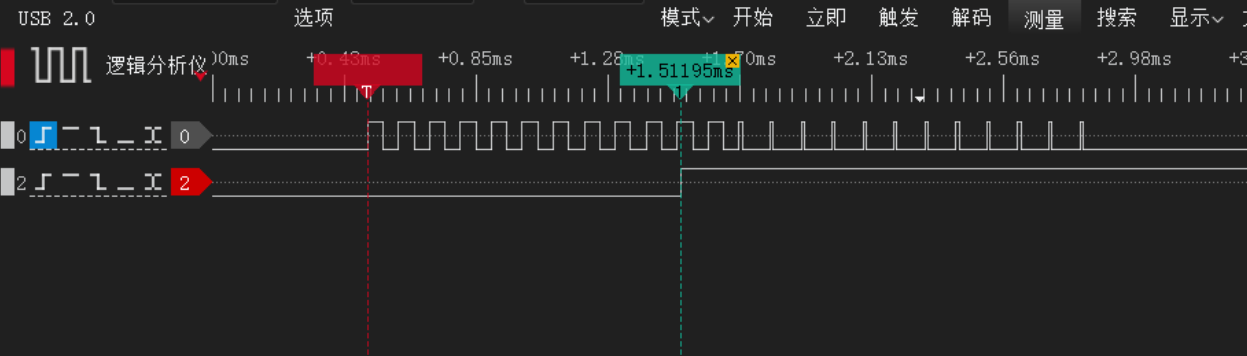 USB 2.0 选项 模式 开始 立即 触发 解码 测量 搜索 显示
逻辑分析仪 00ms +0.43ms +0.85ms +1.28ms +1.70ms +2.13ms +2.56ms +2.98ms +3
+1.51195ms
T 1
0 0
2 2